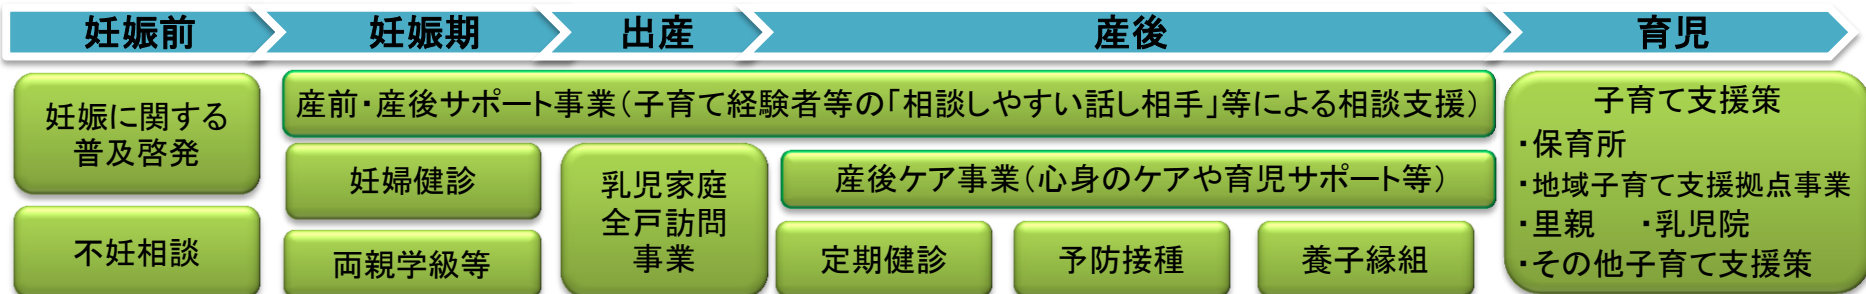 妊娠前
妊娠期
出産
産後
育児
妊娠に関する
普及啓発
不妊相談
産前・産後サポート事業(子育て経験者等の「相談しやすい話し相手」等による相談支援)
妊婦健診
両親学級等
乳児家庭
全戸訪問
事業
産後ケア事業(心身のケアや育児サポート等)
定期健診
予防接種
養子縁組
子育て支援策
・保育所
・地域子育て支援拠点事業
・里親 ・乳児院
・その他子育て支援策